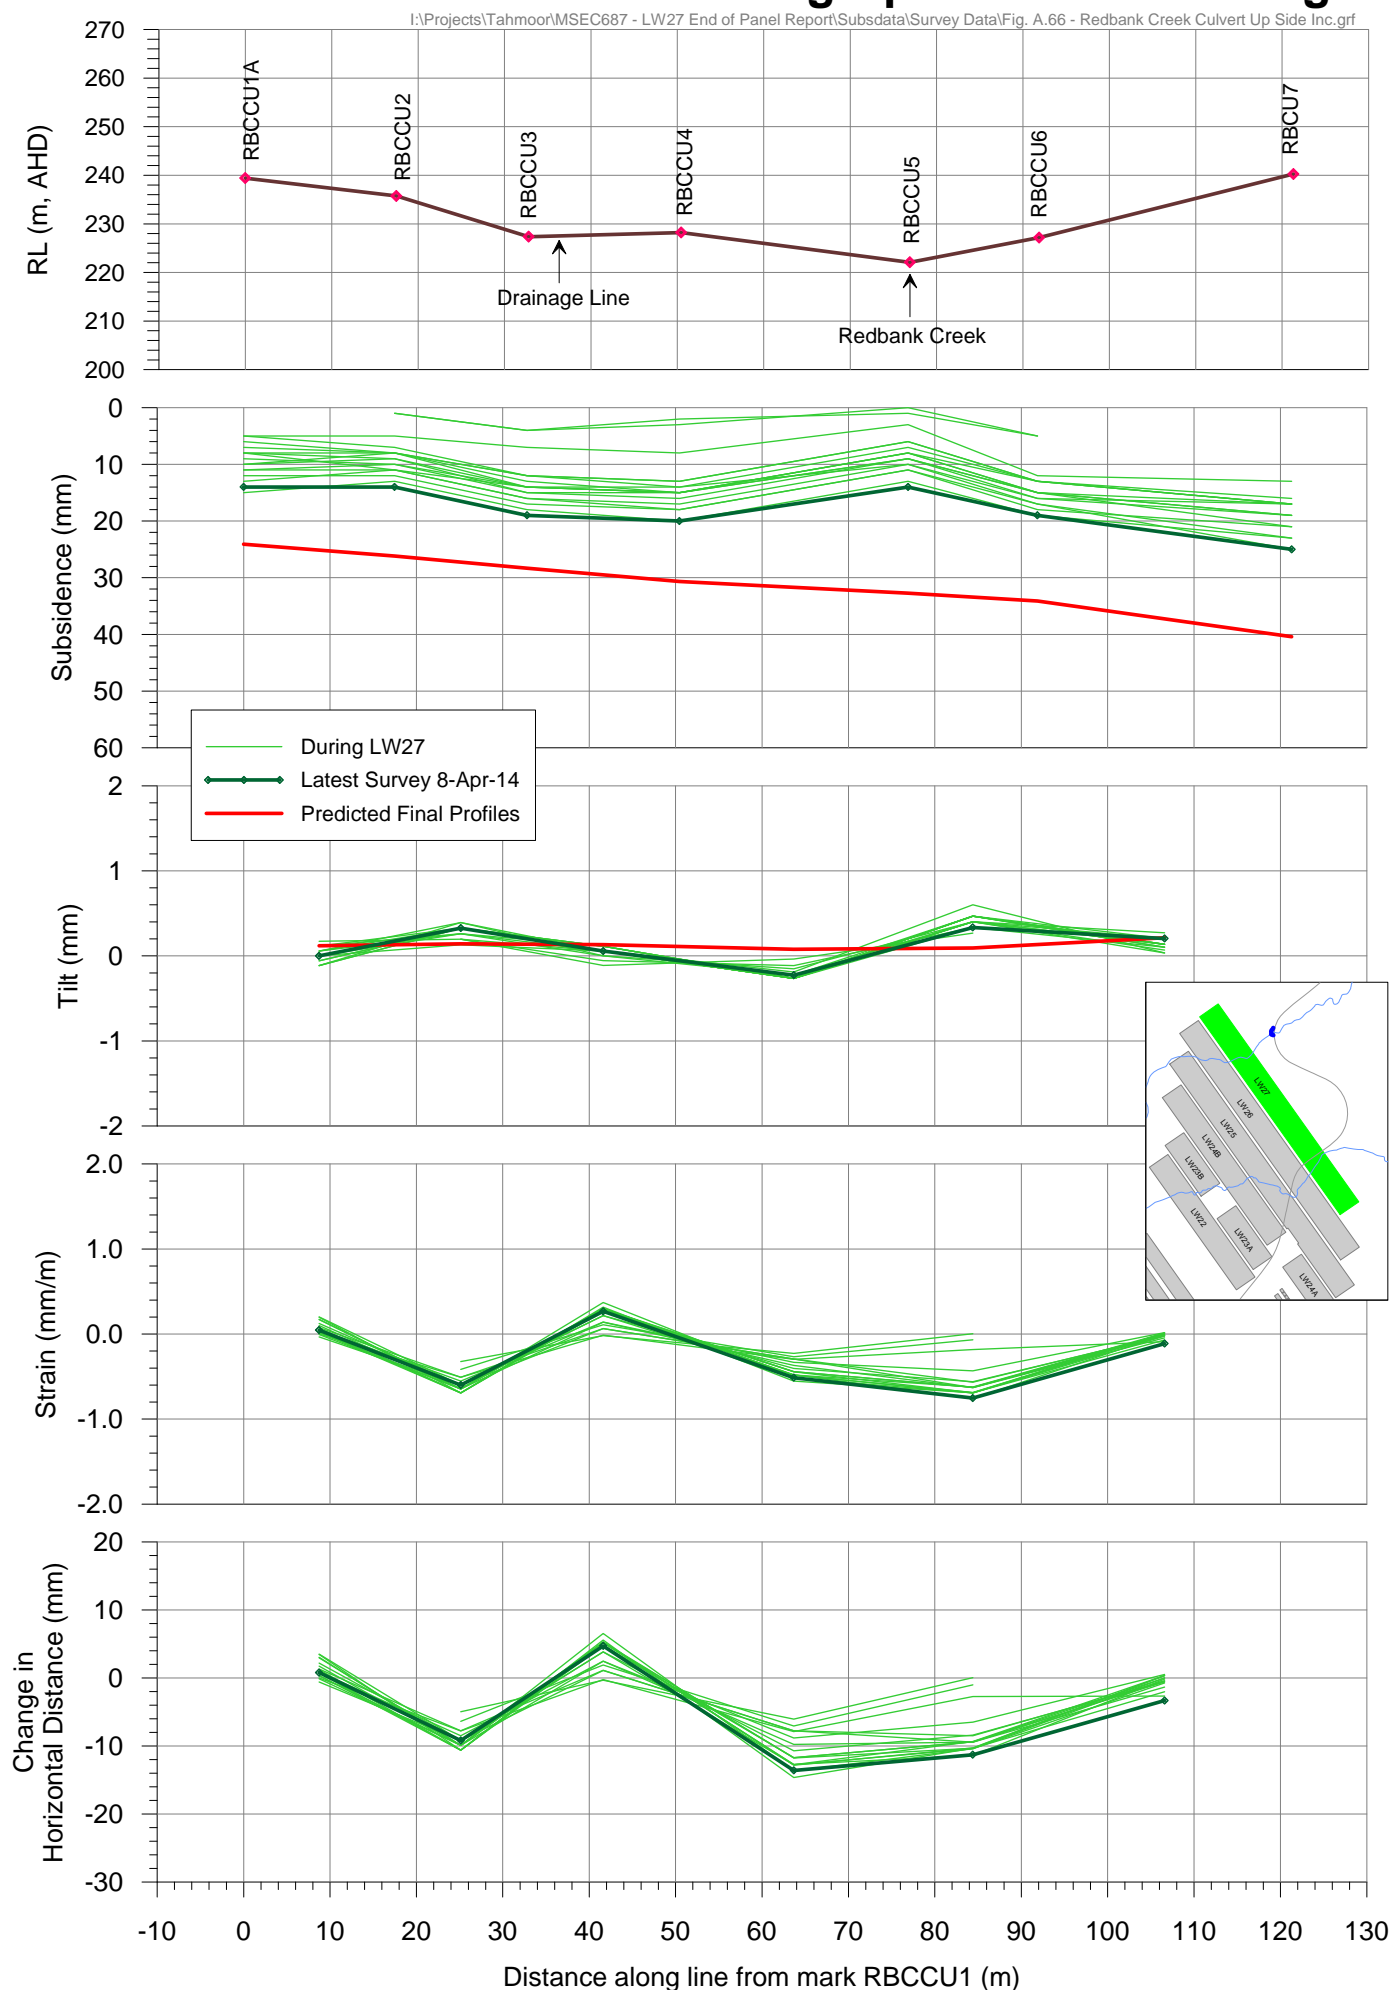 I:\Projects\Tahmoor\MSEC687 - LW27 End of Panel Report\Subsdata\Survey Data\Fig. A.66 - Redbank Creek Culvert Up Side Inc.grf
RL (m, AHD)
270
260
250
240
230
220
210
200
RBCCU1A
RBCCU2
RBCCU3
RBCCU4
RBCCU5
RBCCU6
RBCU7
Drainage Line
Redbank Creek
Subsidence (mm)
0
10
20
30
40
50
60
During LW27
Latest Survey 8-Apr-14
Predicted Final Profiles
Tilt (mm)
2
1
0
-1
-2
LW27
LW26
LW25
LW24B
LW23B
LW22
LW23A
LW24A
Strain (mm/m)
2.0
1.0
0.0
-1.0
-2.0
Change in
Horizontal Distance (mm)
20
10
0
-10
-20
-30
-10 0 10 20 30 40 50 60 70 80 90 100 110 120 130
Distance along line from mark RBCCU1 (m)